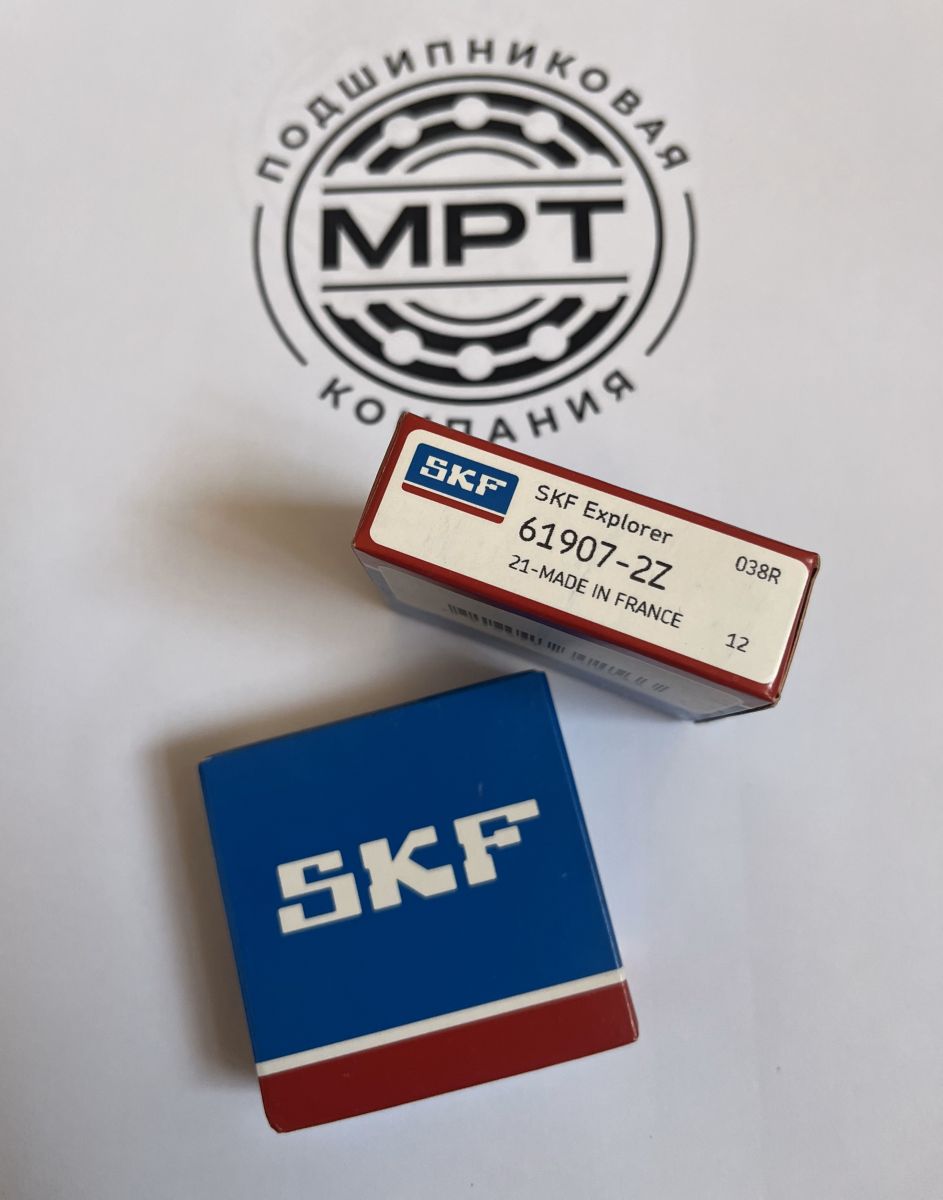 ПОДШИПНИКОВАЯ
МРТ
КОМПАНИЯ
SKF
SKF Explorer
61907-2Z
038R
21-MADE IN FRANCE
12
SKF